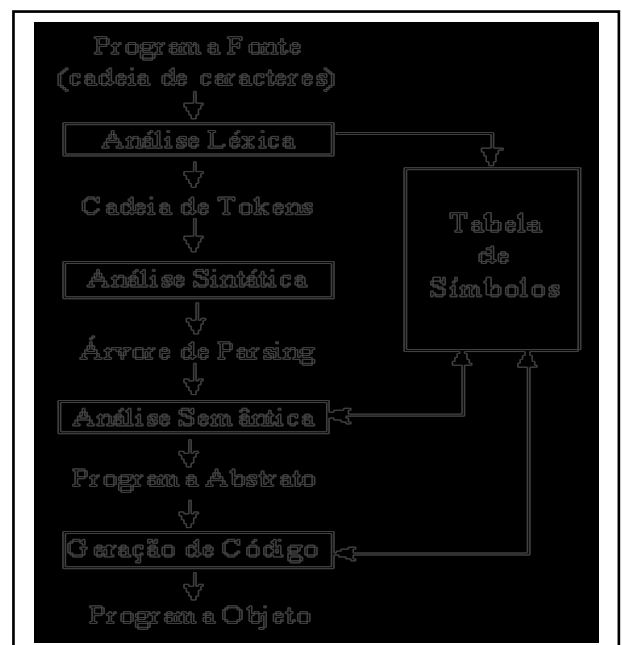 Programa Fonte
(cadeia de caracteres)
Análise Léxica
Cadeia de Tokens
Análise Sintática
Árvore de Parsing
Análise Semântica
Programa Abstrato
Geração de Código
Programa Objeto
Tabela
de
Símbolos